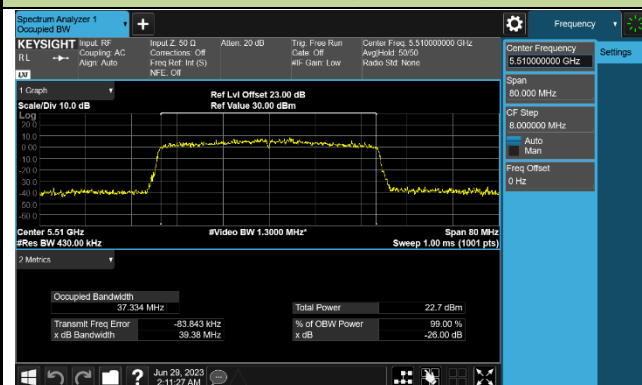 Spectrum Analyzer 1
Occupied BW
Frequency
KEYSIGHT
RL
LXI
Input: RF
Coupling: AC
Align: Auto
Input Z: 50 Ω
Corrections: Off
Freq Ref: Int (S)
NFE: Off
Atten: 20 dB
Trig: Free Run
Gate: Off
#IF Gain: Low
Center Freq: 5.510000000 GHz
Avg|Hold: 50/50
Radio Std: None
Center Frequency
5.510000000 GHz
Settings
Span
80.000 MHz
CF Step
8.000000 MHz
Auto
Man
Freq Offset
0 Hz
1 Graph
Scale/Div 10.0 dB
Ref Lvl Offset 23.00 dB
Ref Value 30.00 dBm
Log
20.0
10.0
0.00
-10.0
-20.0
-30.0
-40.0
-50.0
-60.0
Center 5.51 GHz
#Res BW 430.00 kHz
#Video BW 1.3000 MHz*
Span 80 MHz
Sweep 1.00 ms (1001 pts)
2 Metrics
Occupied Bandwidth
37.334 MHz
Total Power 22.7 dBm
Transmit Freq Error -83.843 kHz
% of OBW Power 99.00 %
x dB Bandwidth 39.38 MHz
x dB -26.00 dB
?
Jun 29, 2023
2:11:27 AM